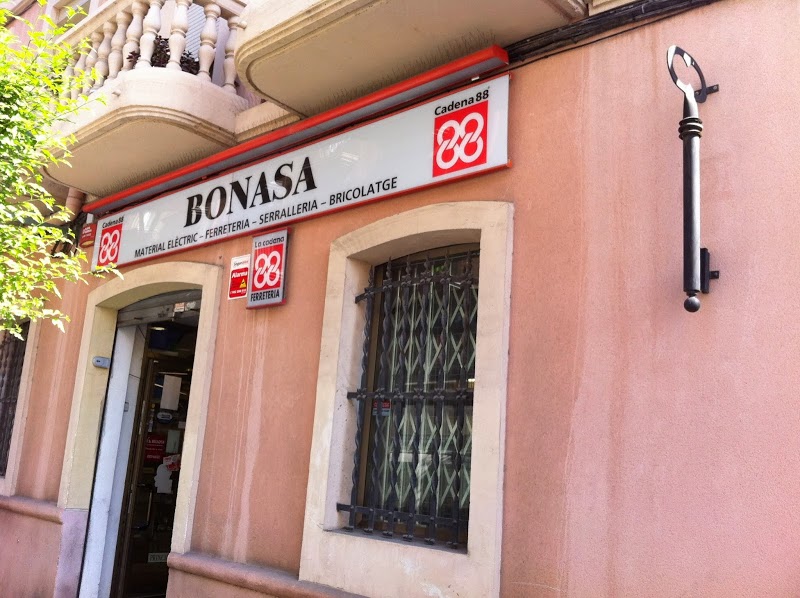 Cadena 88
88
BONASA
MATERIAL ELÈCTRIC – FERRETERIA – SERRALLERIA – BRICOLATGE
Cadena 88
88
Alarma
La cadena
88
FERRETERIA